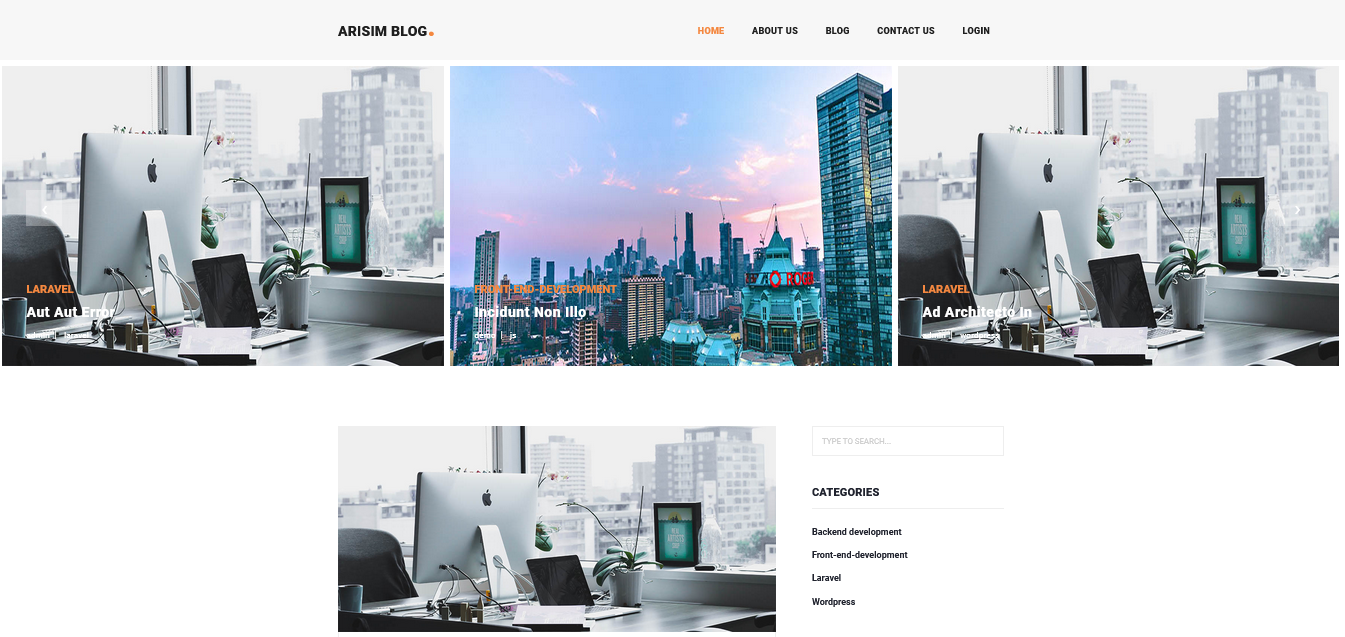 ARISIM BLOG.
HOME ABOUT US BLOG CONTACT US LOGIN
LARAVEL
Aut Aut Error
FRONT-END-DEVELOPMENT
Incidunt Non Illo
js
LARAVEL
Ad Architecto In
TYPE TO SEARCH...
CATEGORIES
Backend development
Front-end-development
Laravel
Wordpress